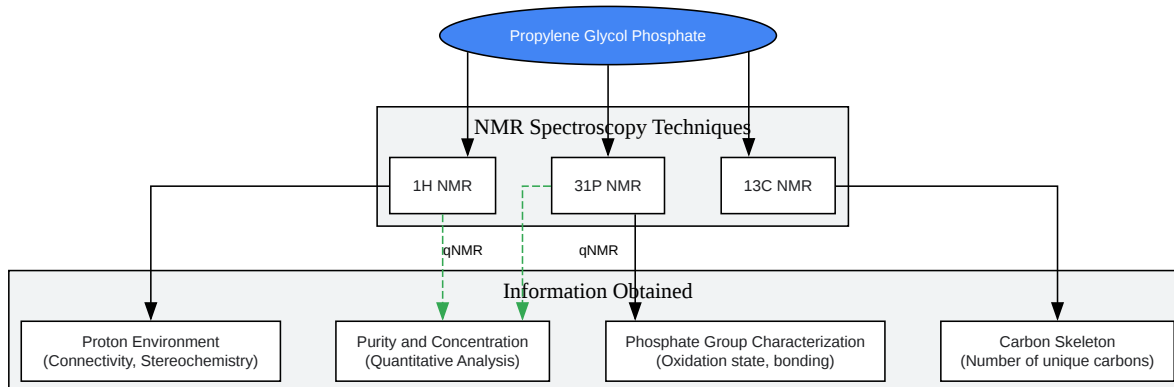 Propylene Glycol Phosphate
NMR Spectroscopy Techniques
1H NMR
31P NMR
13C NMR
qNMR
qNMR
Information Obtained
Proton Environment
(Connectivity, Stereochemistry)
Purity and Concentration
(Quantitative Analysis)
Phosphate Group Characterization
(Oxidation state, bonding)
Carbon Skeleton
(Number of unique carbons)